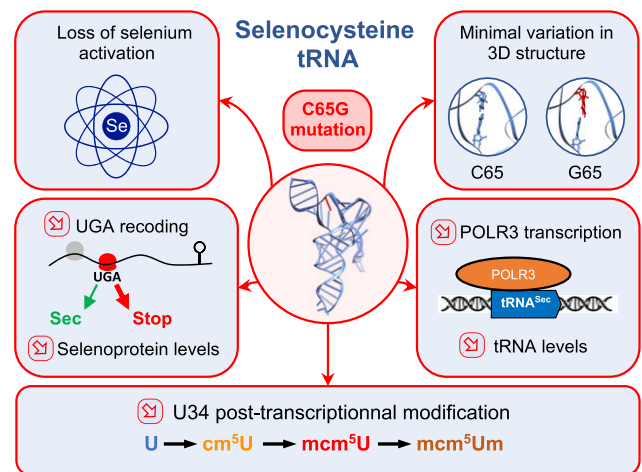 Selenocysteine
tRNA
C65G
mutation
Loss of selenium
activation
Se
Minimal variation in
3D structure
C65 G65
UGA recoding
UGA
Sec Stop
Selenoprotein levels
POLR3 transcription
POLR3
tRNASec
tRNA levels
U34 post-transcriptionnal modification
U cm⁵U mcm⁵U mcm⁵Um